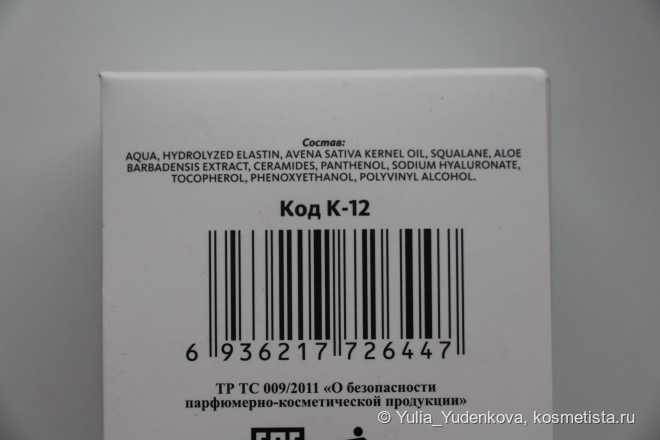 Состав:
AQUA, HYDROLYZED ELASTIN, AVENA SATIVA KERNEL OIL, SQUALANE, ALOE
BARBADENSIS EXTRACT, CERAMIDES, PANTHENOL, SODIUM HYALURONATE,
TOCOPHEROL, PHENOXYETHANOL, POLYVINYL ALCOHOL.
Код К-12
6 936217 726447
ТР ТС 009/2011 «О безопасности
парфюмерно-косметической продукции»
© Yulia_Yudenkova, kosmetista.ru